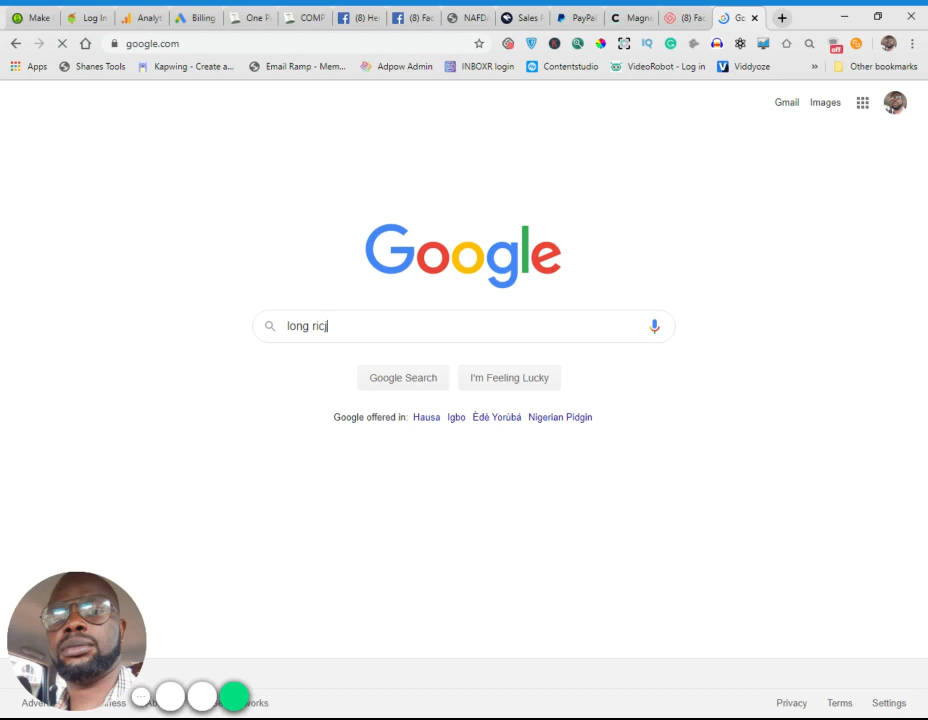 Make Log In Analyt Billing One P COMP (8) He (8) Fac NAFD Sales PayPal C Magn (8) Fac Go
google.com IQ off
Apps Shanes Tools Kapwing - Create a... Email Ramp - Mem... Adpow Admin INBOXR login Contentstudio VideoRobot - Log in Viddyoze » Other bookmarks
Gmail Images
Google
long ricj
Google Search I'm Feeling Lucky
Google offered in: Hausa Igbo Èdè Yorùbá Nigerian Pidgin
Privacy Terms Settings